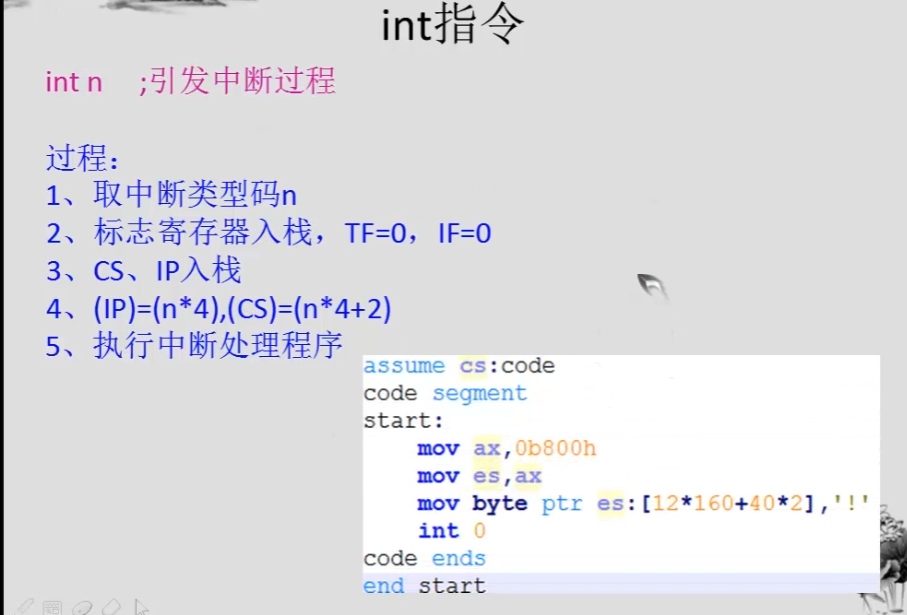 int指令
int n ;引发中断过程
过程：
1、取中断类型码n
2、标志寄存器入栈，TF=0，IF=0
3、CS、IP入栈
4、(IP)=(n*4),(CS)=(n*4+2)
5、执行中断处理程序
assume cs:code
code segment
start:
mov ax,0b800h
mov es,ax
mov byte ptr es:[12*160+40*2],'!'
int 0
code ends
end start